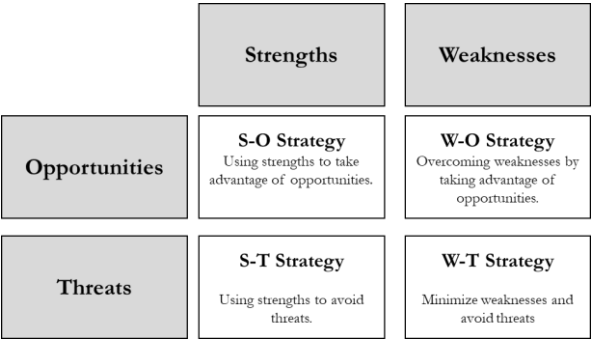 Strengths
Weaknesses
Opportunities
S-O Strategy
Using strengths to take
advantage of opportunities.
W-O Strategy
Overcoming weaknesses by
taking advantage of
opportunities.
Threats
S-T Strategy
Using strengths to avoid
threats.
W-T Strategy
Minimize weaknesses and
avoid threats